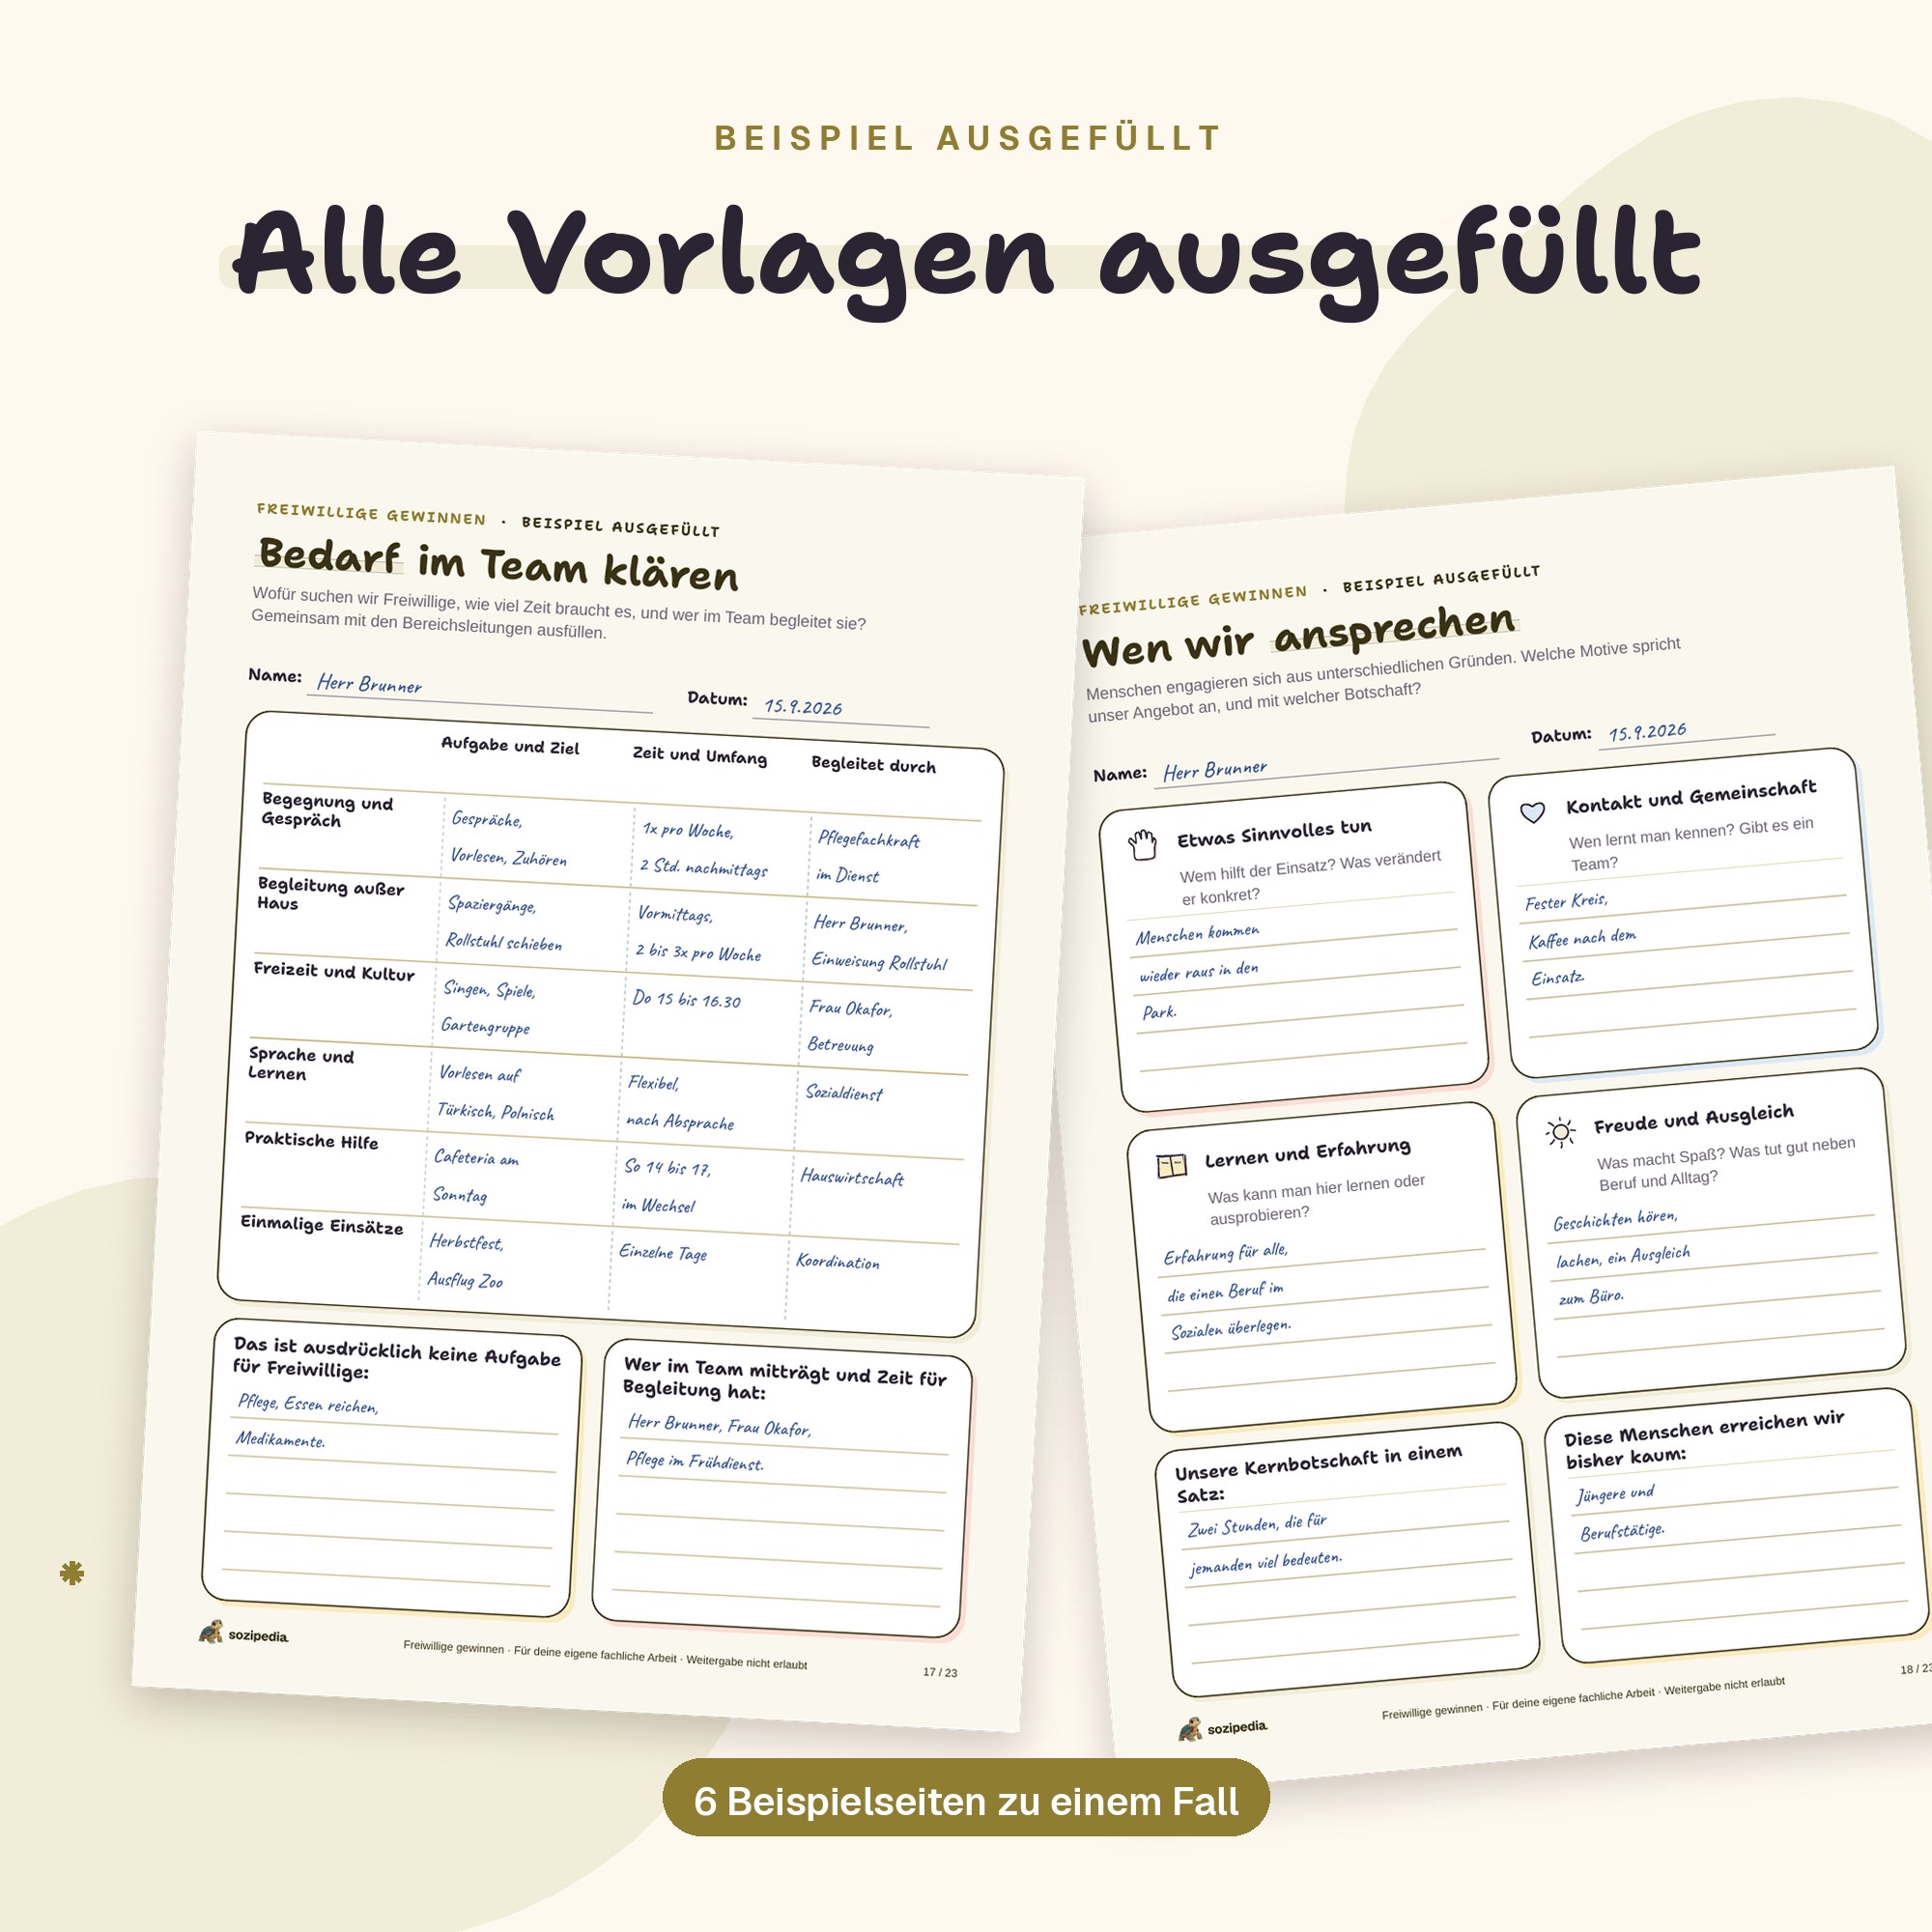 BEISPIEL AUSGEFÜLLT
Alle Vorlagen ausgefüllt
FREIWILLIGE GEWINNEN · BEISPIEL AUSGEFÜLLT
Bedarf im Team klären
Wofür suchen wir Freiwillige, wie viel Zeit braucht es, und wer im Team begleitet sie?
Gemeinsam mit den Bereichsleitungen ausfüllen.
Name: Herr Brunner Datum: 15.9.2026
Aufgabe und Ziel Zeit und Umfang Begleitet durch
Begegnung und
Gespräch
Gespräche,
Vorlesen, Zuhören
1x pro Woche,
2 Std. nachmittags
Pflegefachkraft
im Dienst
Begleitung außer
Haus
Spaziergänge,
Rollstuhl schieben
Vormittags,
2 bis 3x pro Woche
Herr Brunner,
Einweisung Rollstuhl
Freizeit und Kultur
Singen, Spiele,
Gartengruppe
Do 15 bis 16.30
Frau Okafor,
Betreuung
Sprache und
Lernen
Vorlesen auf
Türkisch, Polnisch
Flexibel,
nach Absprache
Sozialdienst
Praktische Hilfe
Cafeteria am
Sonntag
So 14 bis 17,
im Wechsel
Hauswirtschaft
Einmalige Einsätze
Herbstfest,
Ausflug Zoo
Einzelne Tage
Koordination
Das ist ausdrücklich keine Aufgabe
für Freiwillige:
Pflege, Essen reichen,
Medikamente.
Wer im Team mitträgt und Zeit für
Begleitung hat:
Herr Brunner, Frau Okafor,
Pflege im Frühdienst.
sozipedia.
Freiwillige gewinnen · Für deine eigene fachliche Arbeit · Weitergabe nicht erlaubt
17 / 23
FREIWILLIGE GEWINNEN · BEISPIEL AUSGEFÜLLT
Wen wir ansprechen
Menschen engagieren sich aus unterschiedlichen Gründen. Welche Motive spricht
unser Angebot an, und mit welcher Botschaft?
Name: Herr Brunner Datum: 15.9.2026
Etwas Sinnvolles tun
Wem hilft der Einsatz? Was verändert
er konkret?
Menschen kommen
wieder raus in den
Park.
Kontakt und Gemeinschaft
Wen lernt man kennen? Gibt es ein
Team?
Fester Kreis,
Kaffee nach dem
Einsatz.
Lernen und Erfahrung
Was kann man hier lernen oder
ausprobieren?
Erfahrung für alle,
die einen Beruf im
Sozialen überlegen.
Freude und Ausgleich
Was macht Spaß? Was tut gut neben
Beruf und Alltag?
Geschichten hören,
lachen, ein Ausgleich
zum Büro.
Unsere Kernbotschaft in einem
Satz:
Zwei Stunden, die für
jemanden viel bedeuten.
Diese Menschen erreichen wir
bisher kaum:
Jüngere und
Berufstätige.
sozipedia.
Freiwillige gewinnen · Für deine eigene fachliche Arbeit · Weitergabe nicht erlaubt
18 / 23
6 Beispielseiten zu einem Fall